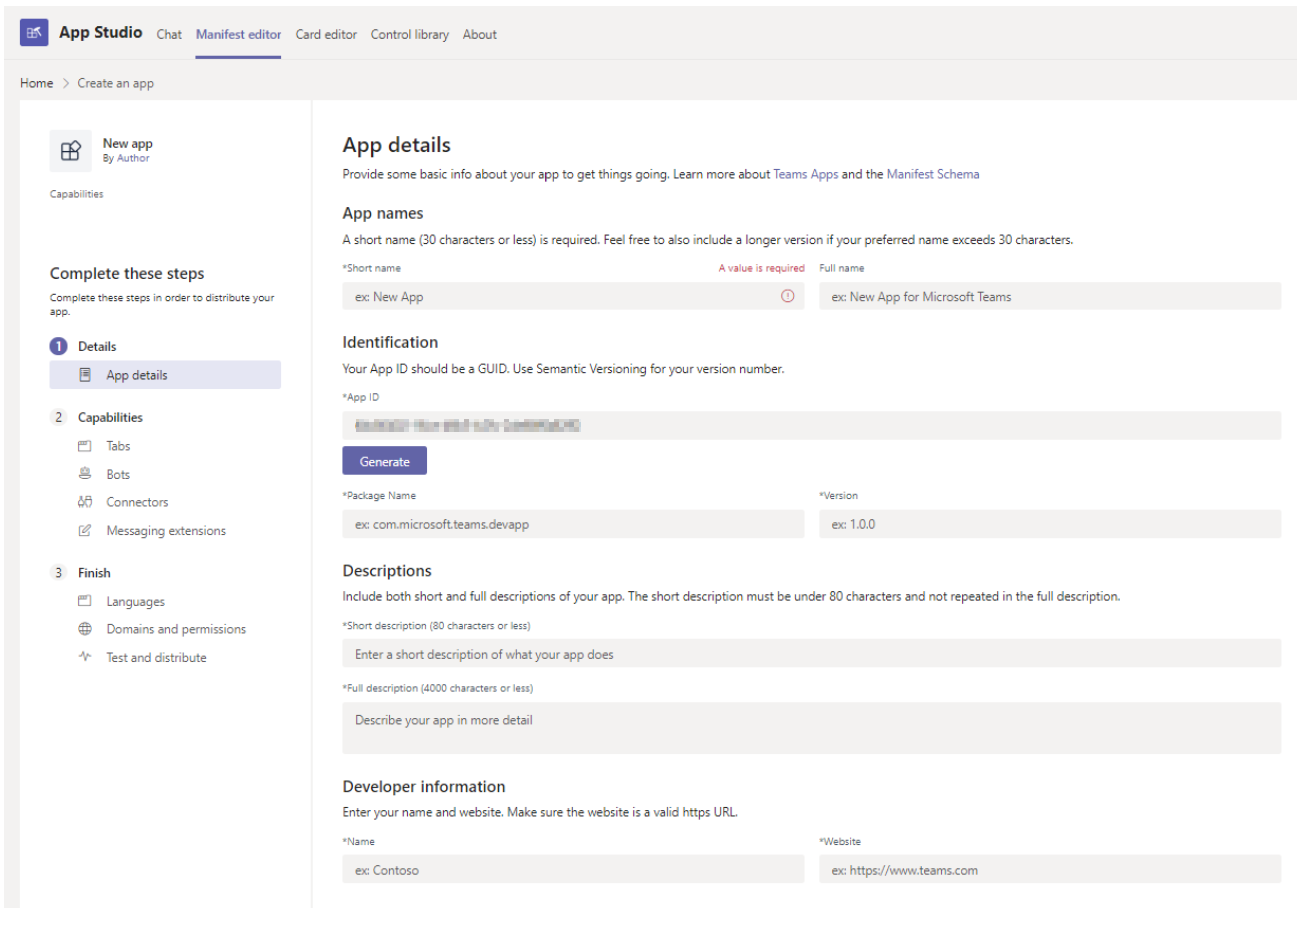 App Studio Chat Manifest editor Card editor Control library About
Home > Create an app
New app
By Author
Capabilities
Complete these steps
Complete these steps in order to distribute your
app.
1 Details
App details
2 Capabilities
Tabs
Bots
Connectors
Messaging extensions
3 Finish
Languages
Domains and permissions
Test and distribute
App details
Provide some basic info about your app to get things going. Learn more about Teams Apps and the Manifest Schema
App names
A short name (30 characters or less) is required. Feel free to also include a longer version if your preferred name exceeds 30 characters.
*Short name A value is required Full name
ex: New App ex: New App for Microsoft Teams
Identification
Your App ID should be a GUID. Use Semantic Versioning for your version number.
*App ID
Generate
*Package Name *Version
ex: com.microsoft.teams.devapp ex: 1.0.0
Descriptions
Include both short and full descriptions of your app. The short description must be under 80 characters and not repeated in the full description.
*Short description (80 characters or less)
Enter a short description of what your app does
*Full description (4000 characters or less)
Describe your app in more detail
Developer information
Enter your name and website. Make sure the website is a valid https URL.
*Name *Website
ex: Contoso ex: https://www.teams.com